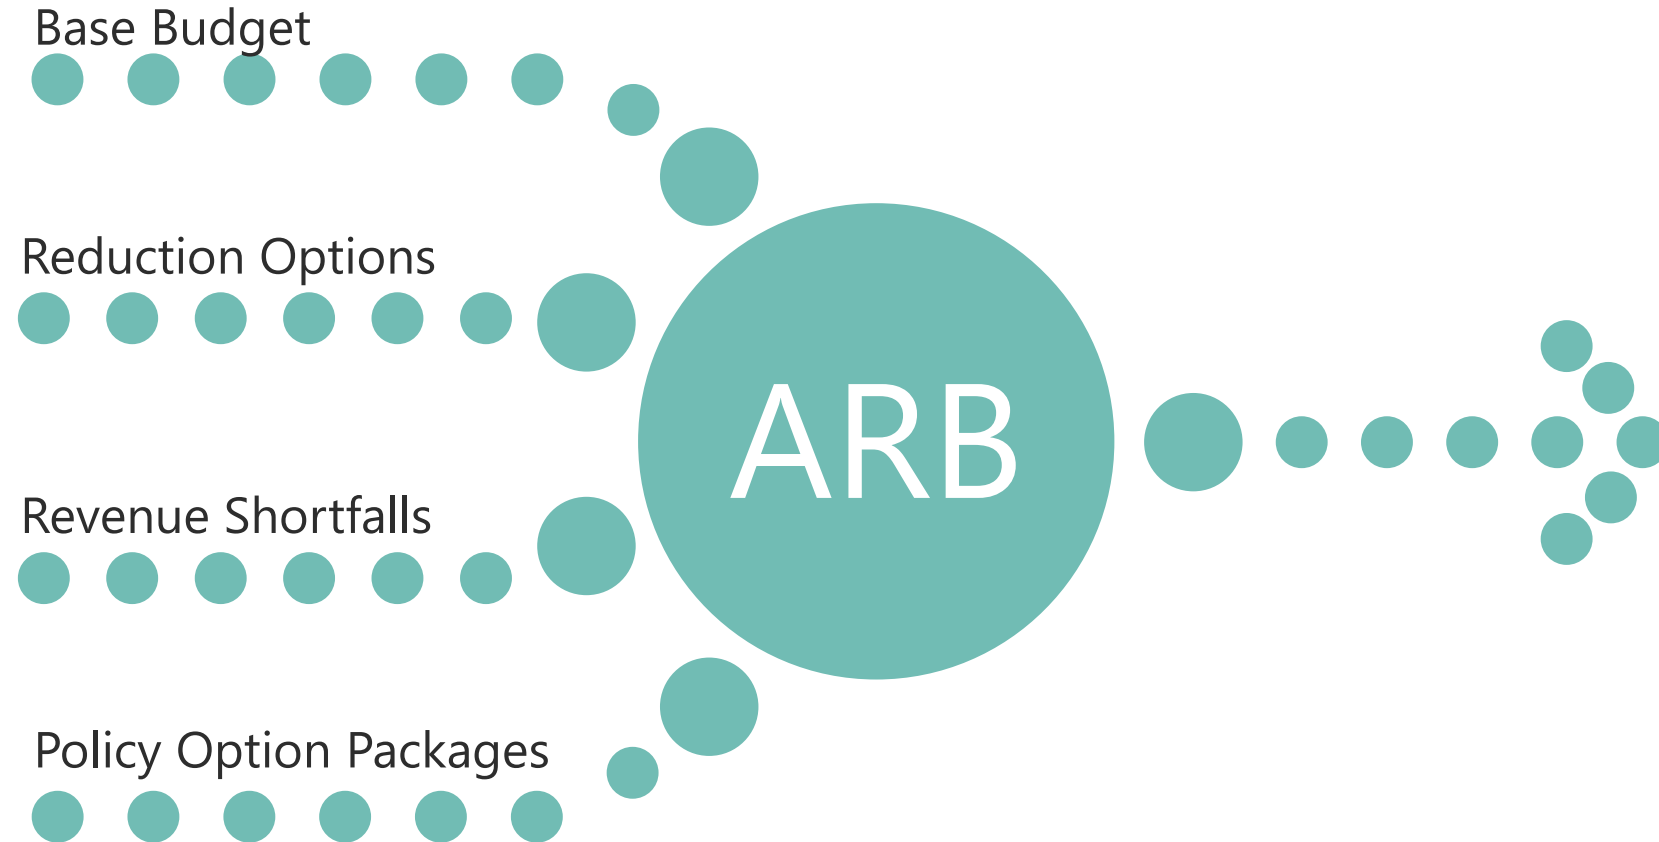 Base Budget
Reduction Options
ARB
Revenue Shortfalls
Policy Option Packages